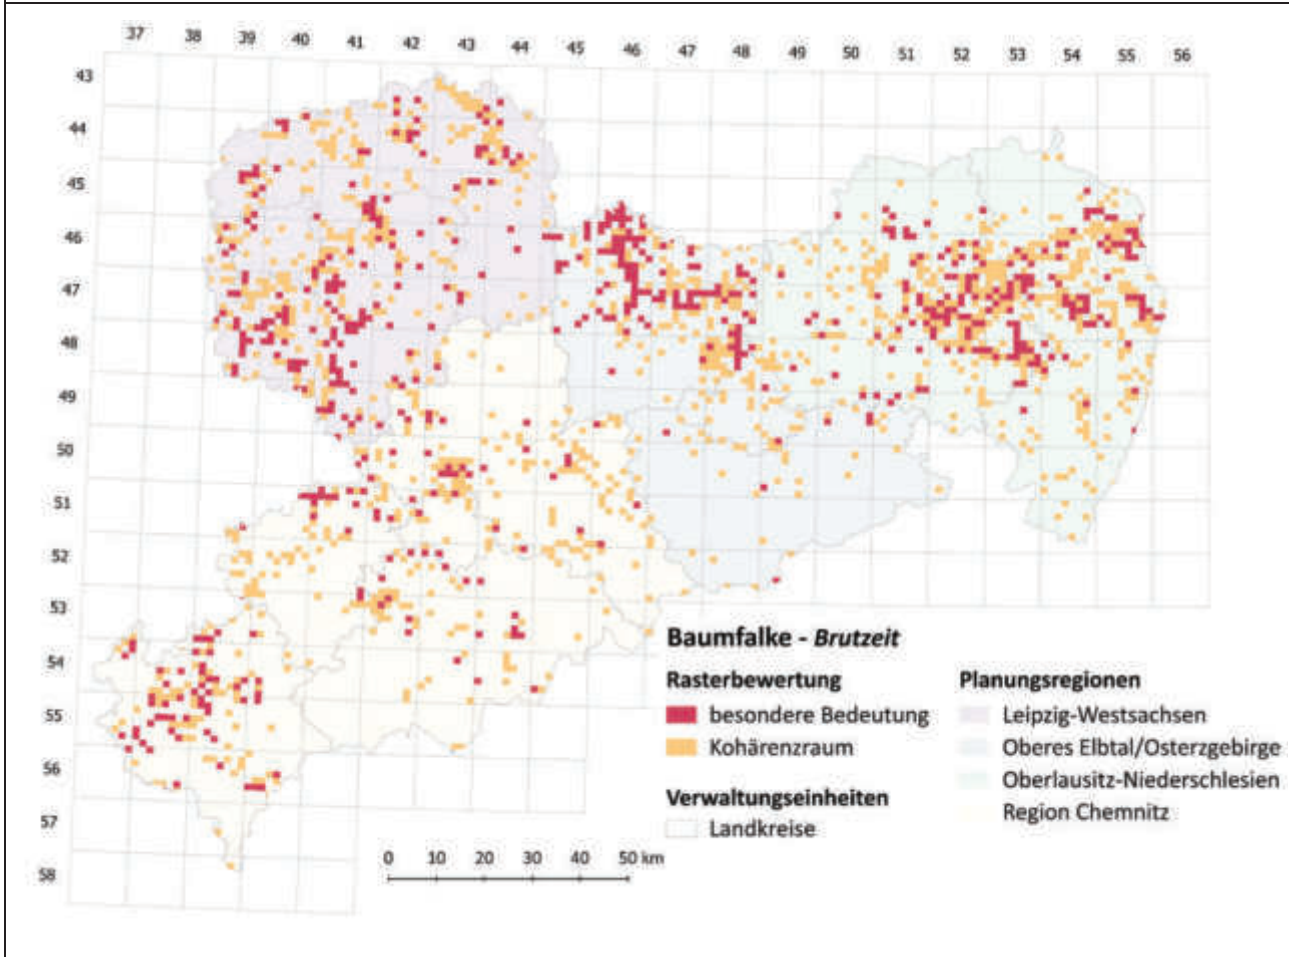 37 38 39 40 41 42 43 44 45 46 47 48 49 50 51 52 53 54 55 56
43
44
45
46
47
48
49
50
51
52
53
54
55
56
57
58
Baumfalke - Brutzeit
Rasterbewertung
besondere Bedeutung
Kohärenzraum
Verwaltungseinheiten
Landkreise
Planungsregionen
Leipzig-Westsachsen
Oberes Elbtal/Osterzgebirge
Oberlausitz-Niederschlesien
Region Chemnitz
0 10 20 30 40 50 km